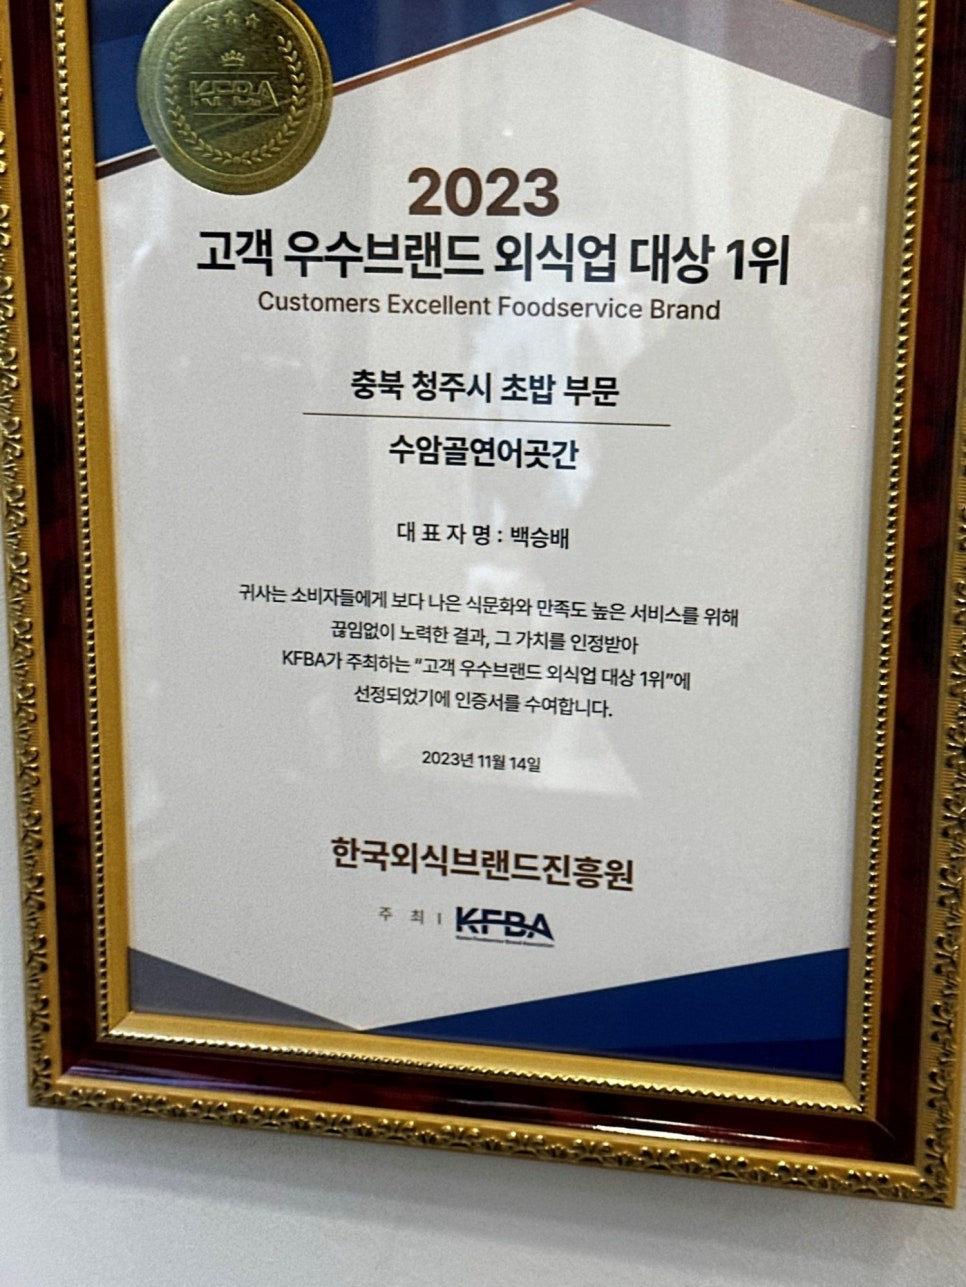 KFBA
2023
고객 우수브랜드 외식업 대상 1위
Customers Excellent Foodservice Brand
충북 청주시 초밥 부문
수암골연어곳간
대 표 자 명 : 백승배
귀사는 소비자들에게 보다 나은 식문화와 만족도 높은 서비스를 위해
끊임없이 노력한 결과, 그 가치를 인정받아
KFBA가 주최하는 “고객 우수브랜드 외식업 대상 1위”에
선정되었기에 인증서를 수여합니다.
2023년 11월 14일
한국외식브랜드진흥원
주 최 | KFBA
Korea Foodservice Brand Association